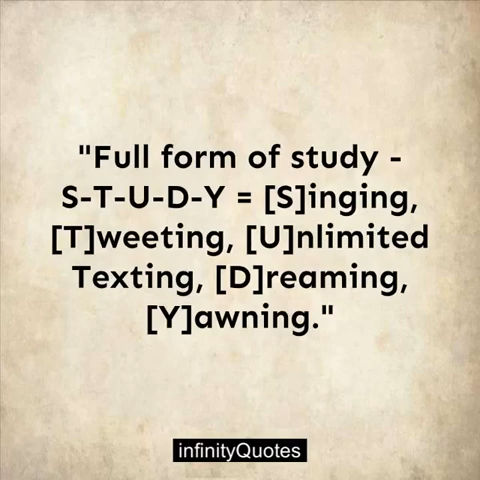 "Full form of study -
S-T-U-D-Y = [S]inging,
[T]weeting, [U]nlimited
Texting, [D]reaming,
[Y]awning."
infinityQuotes